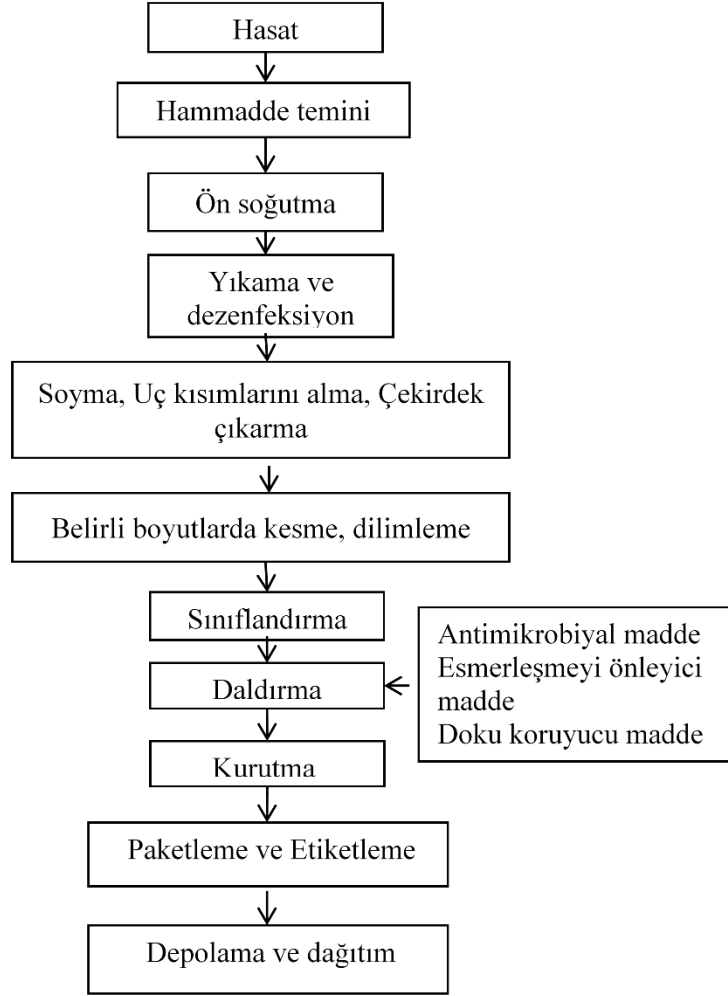 Hasat
Hammadde temini
Ön soğutma
Yıkama ve
dezenfeksiyon
Soyma, Uç kısımlarını alma, Çekirdek
çıkarma
Belirli boyutlarda kesme, dilimleme
Sınıflandırma
Daldırma
Antimikrobiyal madde
Esmerleşmeyi önleyici
madde
Doku koruyucu madde
Kurutma
Paketleme ve Etiketleme
Depolama ve dağıtım